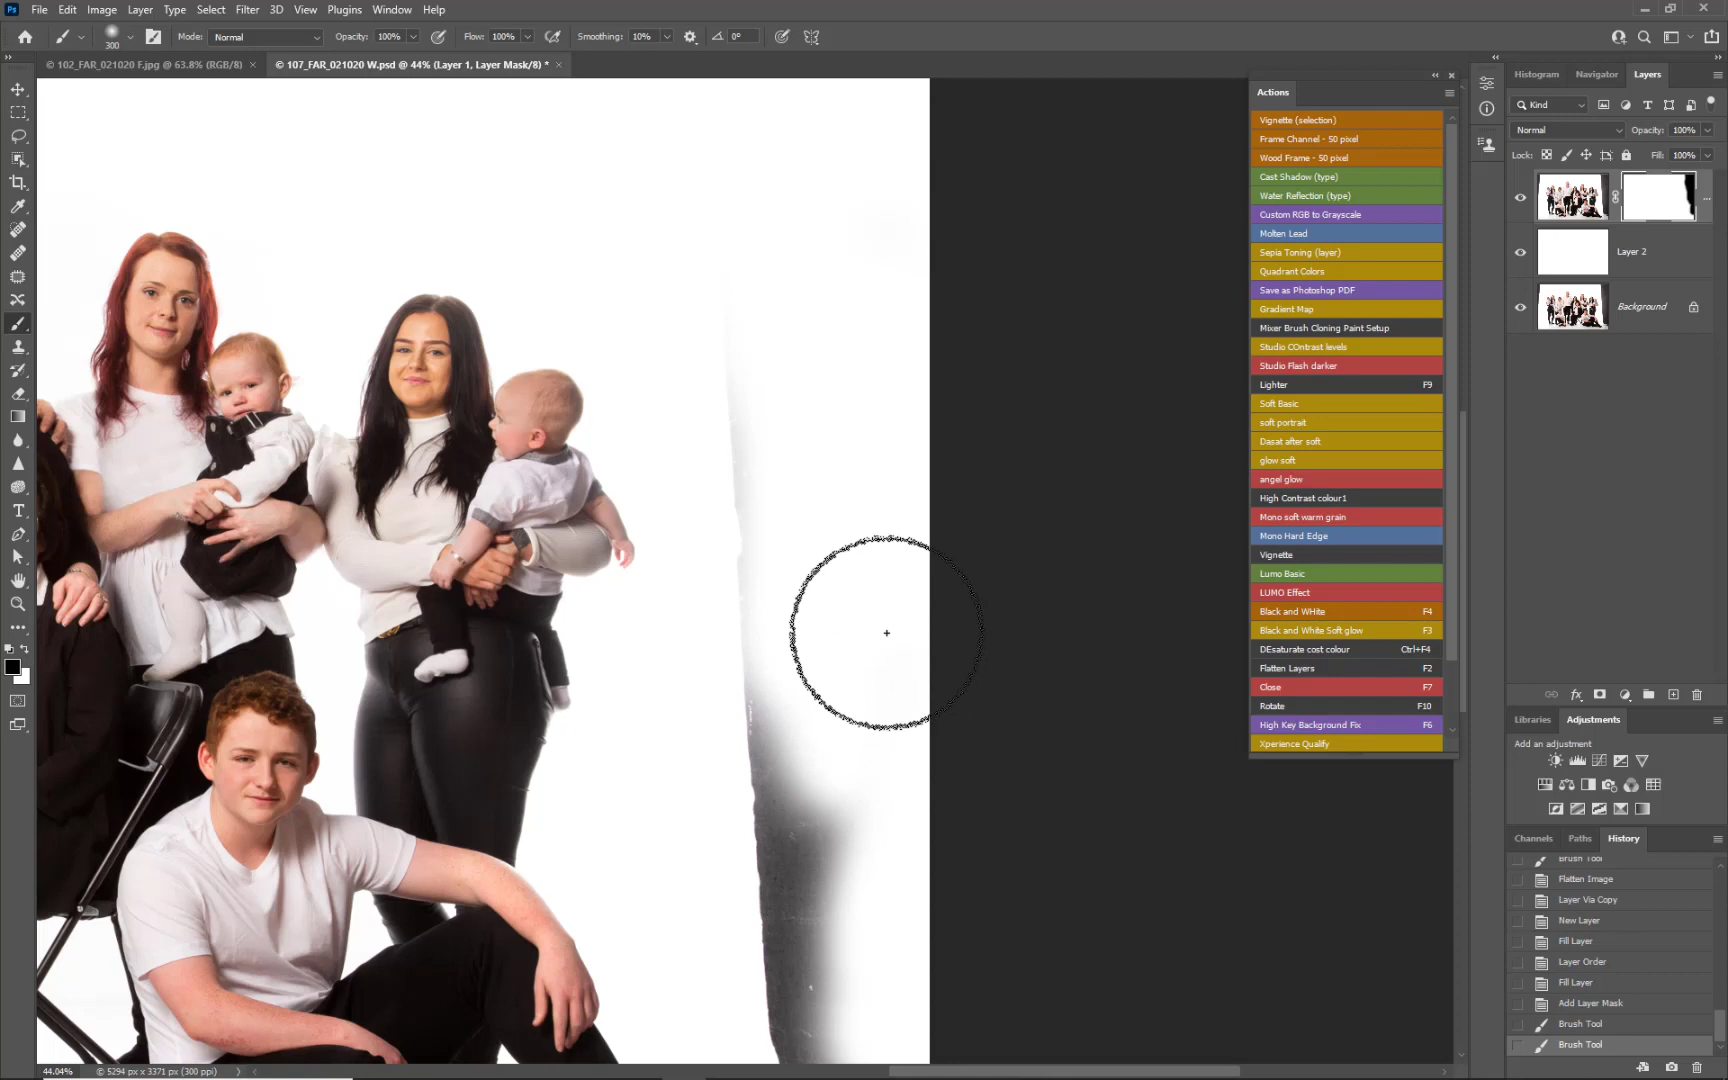 Ps File Edit Image Layer Type Select Filter 3D View Plugins Window Help
300 Mode: Normal Opacity: 100% Flow: 100% Smoothing: 10% 0°
© 102_FAR_021020 F.jpg @ 63.8% (RGB/8) × © 107_FAR_021020 W.psd @ 44% (Layer 1, Layer Mask/8) * ×
Actions
Vignette (selection)
Frame Channel - 50 pixel
Wood Frame - 50 pixel
Cast Shadow (type)
Water Reflection (type)
Custom RGB to Grayscale
Molten Lead
Sepia Toning (layer)
Quadrant Colors
Save as Photoshop PDF
Gradient Map
Mixer Brush Cloning Paint Setup
Studio COntrast levels
Studio Flash darker
Lighter F9
Soft Basic
soft portrait
Dasat after soft
glow soft
angel glow
High Contrast colour1
Mono soft warm grain
Mono Hard Edge
Vignette
Lumo Basic
LUMO Effect
Black and WHite F4
Black and White Soft glow F3
DEsaturate cost colour Ctrl+F4
Flatten Layers F2
Close F7
Rotate F10
High Key Background Fix F6
Xperience Qualify
Histogram Navigator Layers
Kind
Normal Opacity: 100%
Lock: Fill: 100%
Layer 2
Background
fx
Libraries Adjustments
Add an adjustment
Channels Paths History
Brush Tool
Flatten Image
Layer Via Copy
New Layer
Fill Layer
Layer Order
Fill Layer
Add Layer Mask
Brush Tool
Brush Tool
44.04% © 5294 px x 3371 px (300 ppi)